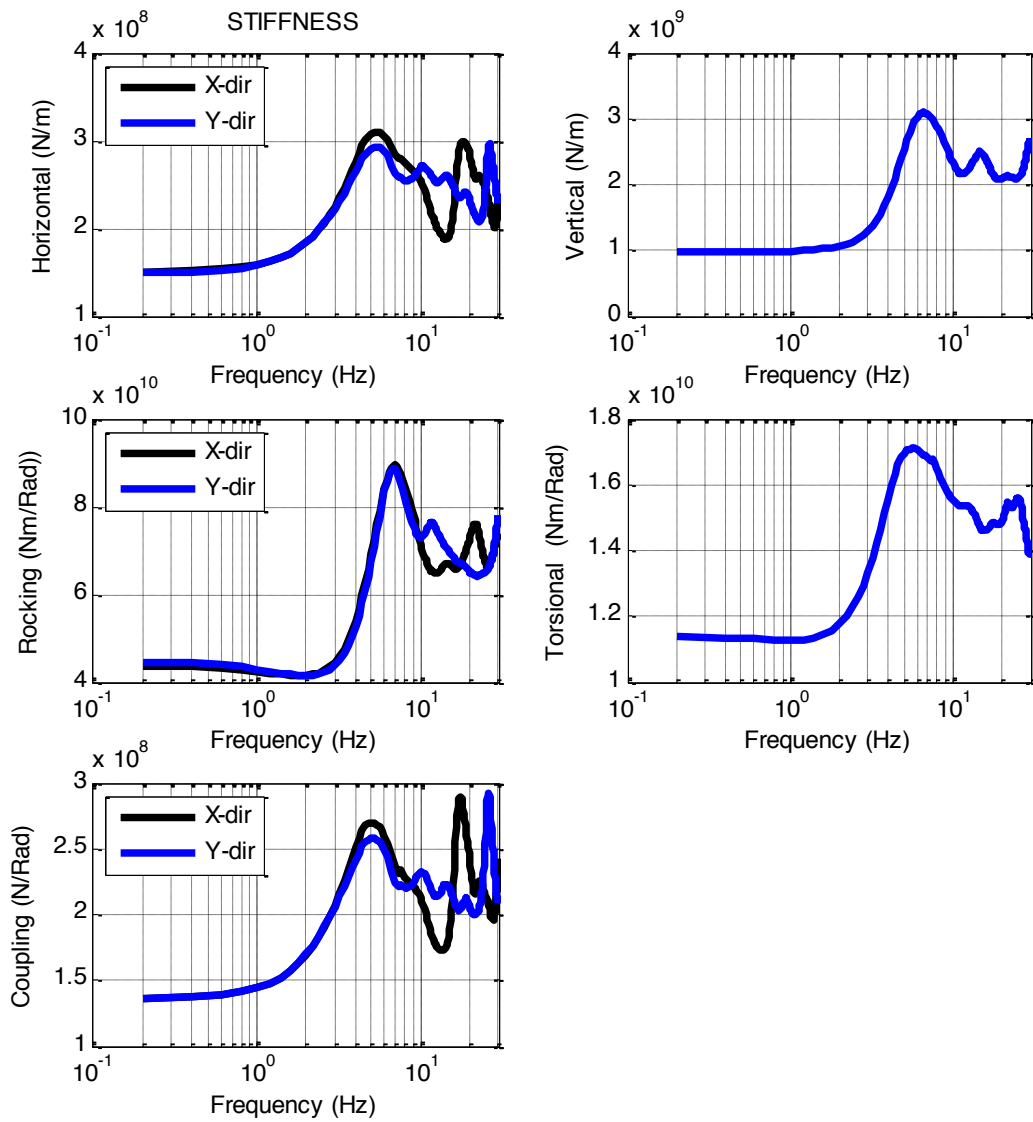 STIFFNESS
x 10^8
4
3
2
1
Horizontal (N/m)
X-dir
Y-dir
10^-1
10^0
10^1
Frequency (Hz)
x 10^9
4
3
2
1
0
Vertical (N/m)
10^-1
10^0
10^1
Frequency (Hz)
x 10^10
10
8
6
4
Rocking (Nm/Rad))
X-dir
Y-dir
10^-1
10^0
10^1
Frequency (Hz)
x 10^10
1.8
1.6
1.4
1.2
1
Torsional (Nm/Rad)
10^-1
10^0
10^1
Frequency (Hz)
x 10^8
3
2.5
2
1.5
1
Coupling (N/Rad)
X-dir
Y-dir
10^-1
10^0
10^1
Frequency (Hz)